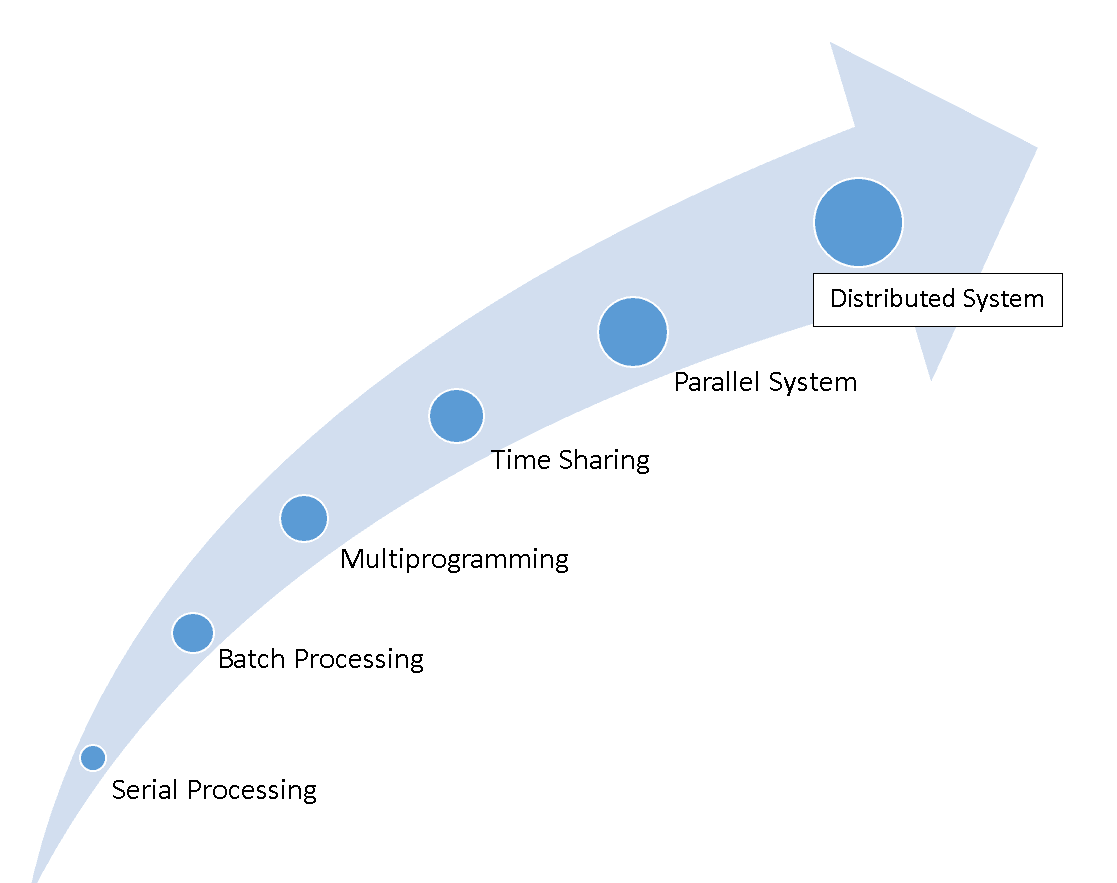 Distributed System
Parallel System
Time Sharing
Multiprogramming
Batch Processing
Serial Processing